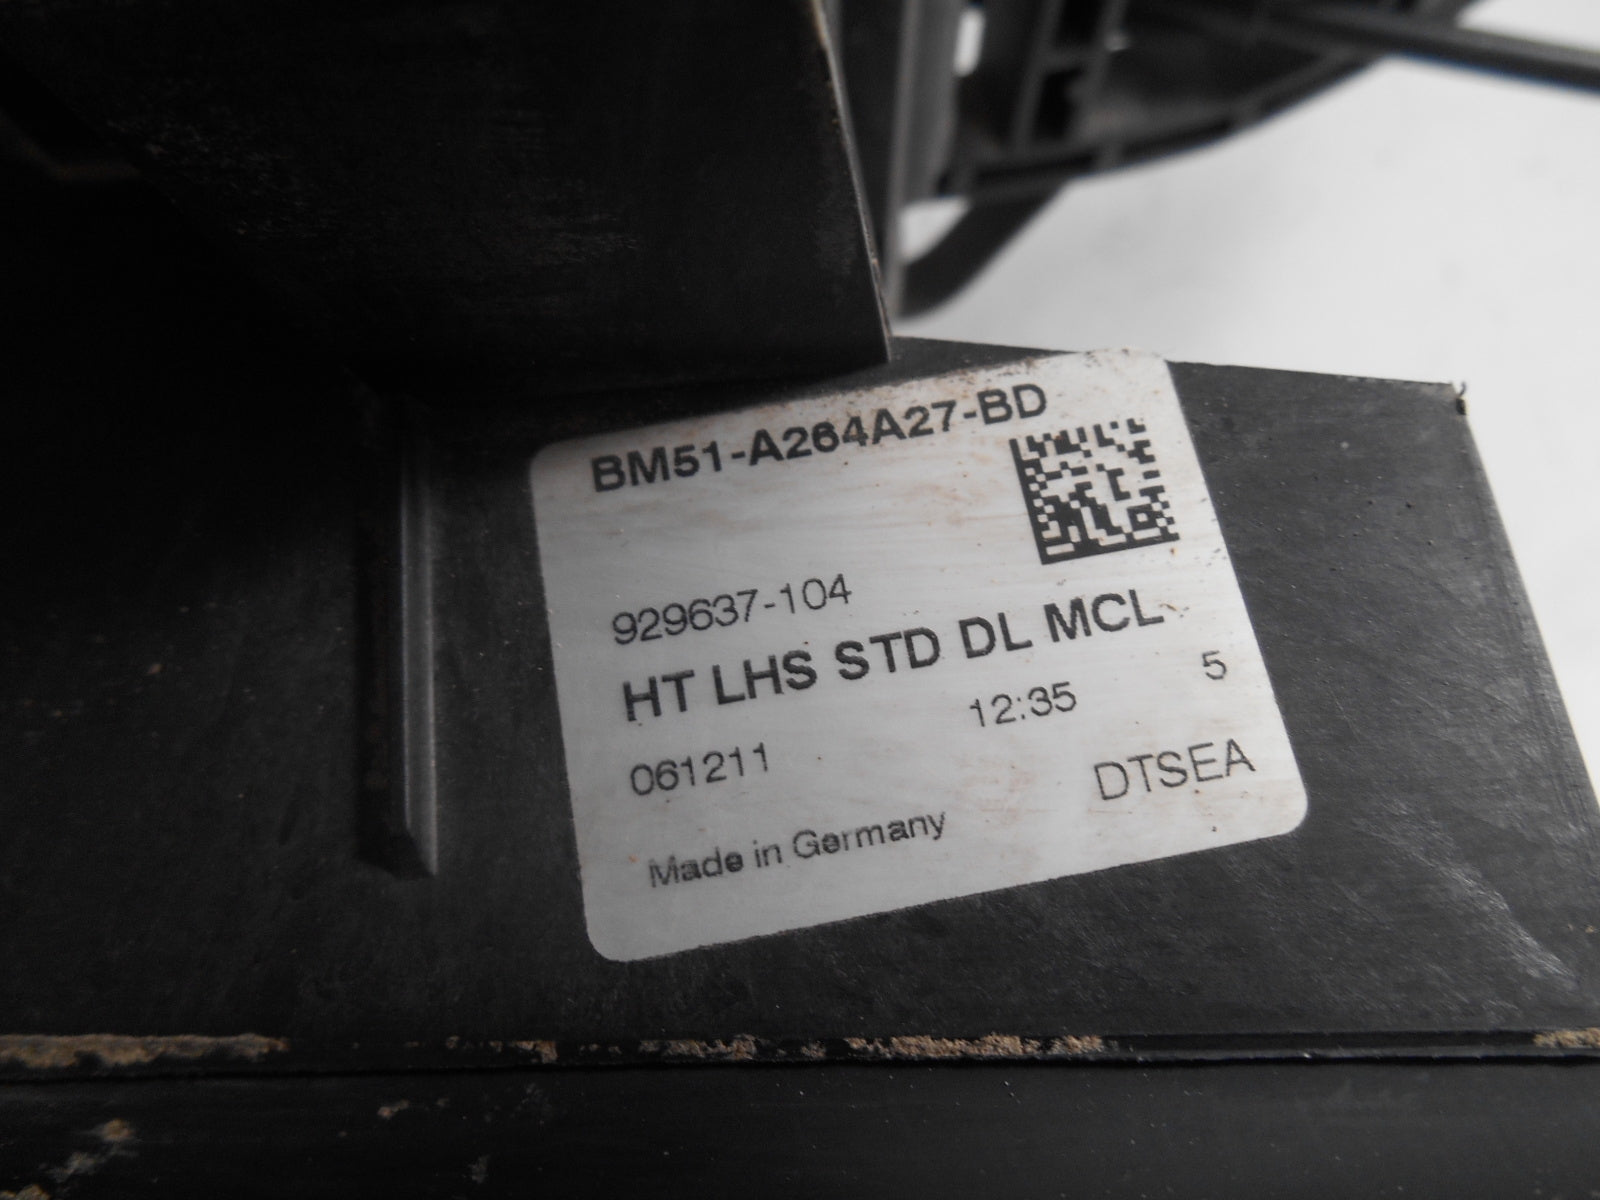 BM51-A264A27-BD
929637-104
HT LHS STD DL MCL
061211 12:35 5
Made in Germany DTSEA